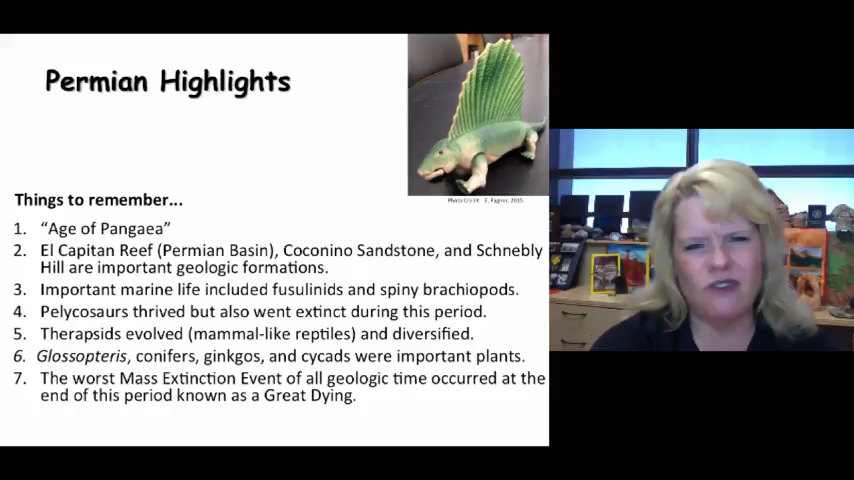 Permian Highlights
Photo Credit: E. Fagner, 2015.
Things to remember...
1. “Age of Pangaea”
2. El Capitan Reef (Permian Basin), Coconino Sandstone, and Schnebly
Hill are important geologic formations.
3. Important marine life included fusulinids and spiny brachiopods.
4. Pelycosaurs thrived but also went extinct during this period.
5. Therapsids evolved (mammal-like reptiles) and diversified.
6. Glossopteris, conifers, ginkgos, and cycads were important plants.
7. The worst Mass Extinction Event of all geologic time occurred at the
end of this period known as a Great Dying.